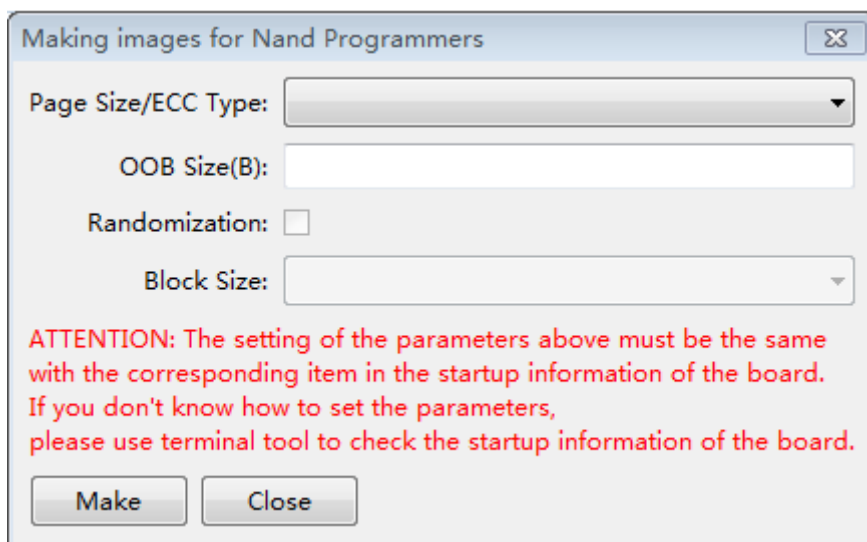 Making images for Nand Programmers
Page Size/ECC Type:
OOB Size(B):
Randomization:
Block Size:
ATTENTION: The setting of the parameters above must be the same
with the corresponding item in the startup information of the board.
If you don't know how to set the parameters,
please use terminal tool to check the startup information of the board.
Make Close